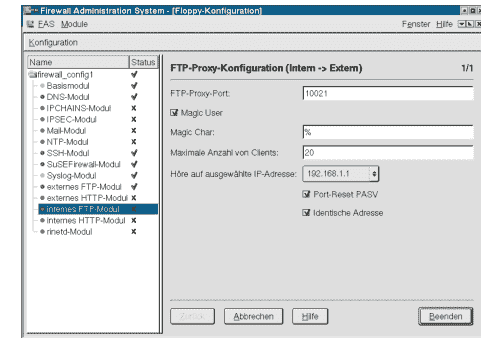 Firewall Administration System - [Floppy-Konfiguration]
EAS Module
Fenster Hilfe
Konfiguration
Name Status
firewall_config1
Basismodul
DNS-Modul
IPCHAINS-Modul
IPSEC-Modul
Mail-Modul
NTP-Modul
SSH-Modul
SuSEFirewall-Modul
Syslog-Modul
externes FTP-Modul
externes HTTP-Modul
internes FTP-Modul
internes HTTP-Modul
rinetd-Modul
FTP-Proxy-Konfiguration (Intern -> Extern) 1/1
FTP-Proxy-Port: 10021
Magic User
Magic Char: %
Maximale Anzahl von Clients: 20
Höre auf ausgewählte IP-Adresse: 192.168.1.1
Port-Reset PASV
Identische Adresse
Zurück Abbrechen Hilfe Beenden